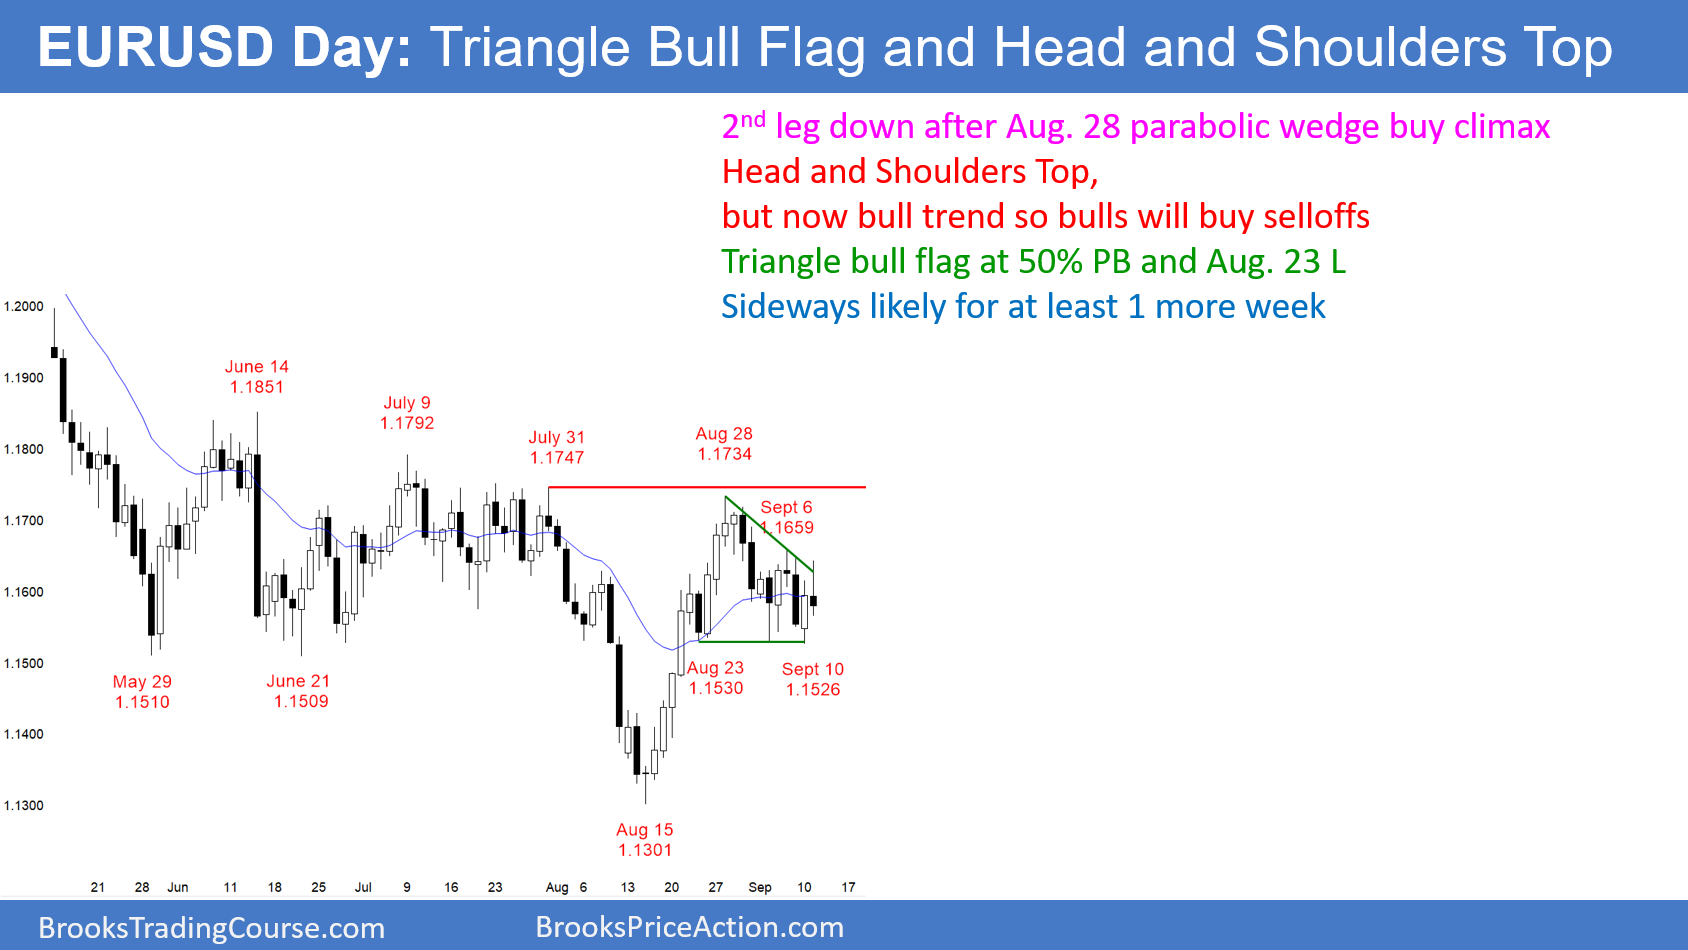 EURUSD Day: Triangle Bull Flag and Head and Shoulders Top
2nd leg down after Aug. 28 parabolic wedge buy climax
Head and Shoulders Top,
but now bull trend so bulls will buy selloffs
Triangle bull flag at 50% PB and Aug. 23 L
Sideways likely for at least 1 more week
1.2000
1.1900
1.1800
1.1700
1.1600
1.1500
1.1400
1.1300
June 14
1.1851
July 9
1.1792
July 31
1.1747
Aug 28
1.1734
Sept 6
1.1659
May 29
1.1510
June 21
1.1509
Aug 23
1.1530
Sept 10
1.1526
Aug 15
1.1301
21 28 Jun 11 18 25 Jul 9 16 23 Aug 6 13 20 27 Sep 10 17
BrooksTradingCourse.com
BrooksPriceAction.com